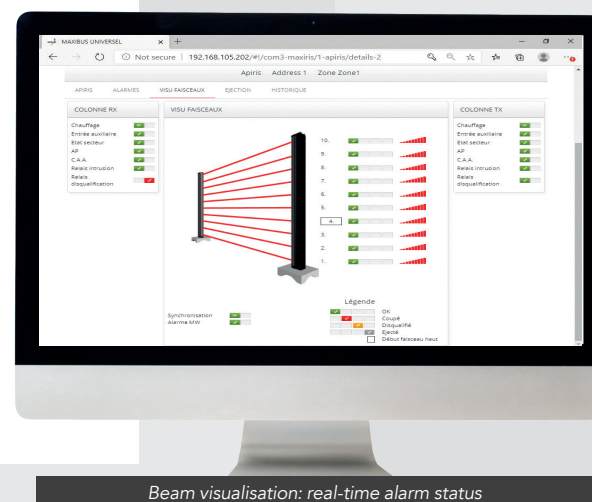 MAXIBUS UNIVERSEL
Not secure | 192.168.105.202/#!/com3-maxiris/1-apiris/details-2
Apiris Address 1 Zone Zone1
APIRIS ALARMES VISU FAISCEAUX EJECTION HISTORIQUE
COLONNE RX
Chauffage
Entrée auxiliaire
Etat secteur
AP
C.A.A.
Relais intrusion
Relais
disqualification
VISU FAISCEAUX
10.
9.
8.
7.
6.
5.
4.
3.
2.
1.
Synchronisation
Alarme MW
Légende
OK
Coupé
Disqualifié
Ejecté
Début faisceau haut
COLONNE TX
Chauffage
Entrée auxiliaire
Etat secteur
AP
C.A.A.
Relais intrusion
Relais
disqualification
Beam visualisation: real-time alarm status